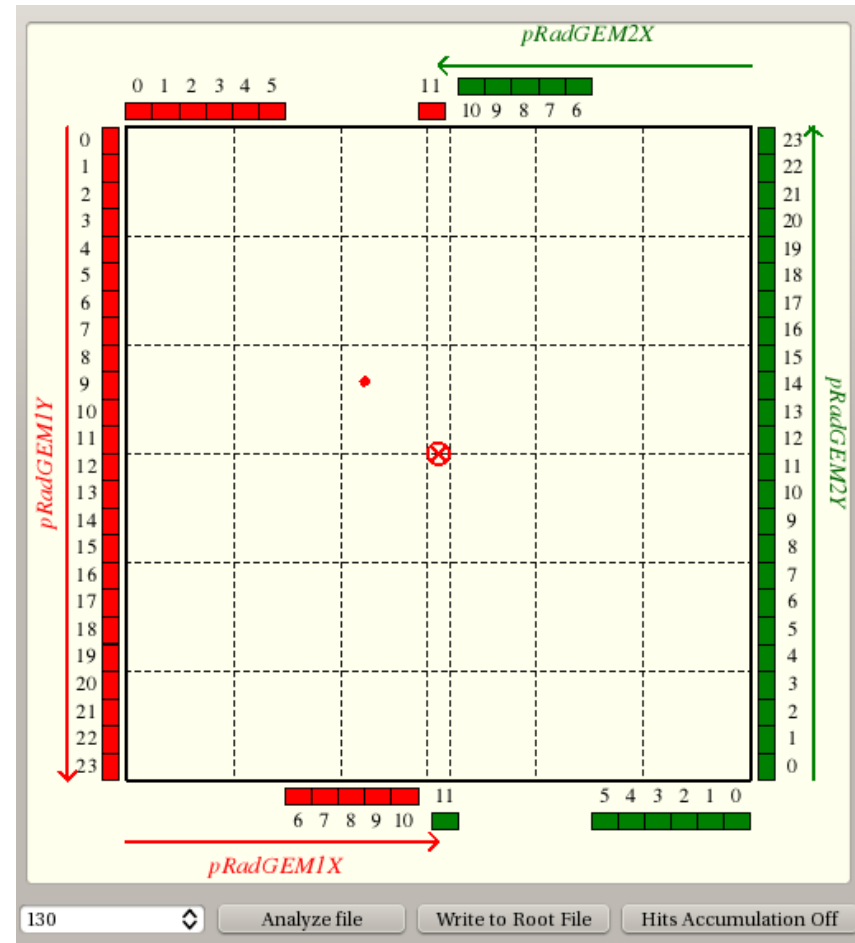 pRadGEM2X
0 1 2 3 4 5 11
10 9 8 7 6
0 23
1 22
2 21
3 20
4 19
5 18
6 17
7 16
8 15
9 14
10 13
11 12
12 11
13 10
14 9
15 8
16 7
17 6
18 5
19 4
20 3
21 2
22 1
23 0
pRadGEM1Y
pRadGEM2Y
11 5 4 3 2 1 0
6 7 8 9 10
pRadGEM1X
130 Analyze file Write to Root File Hits Accumulation Off